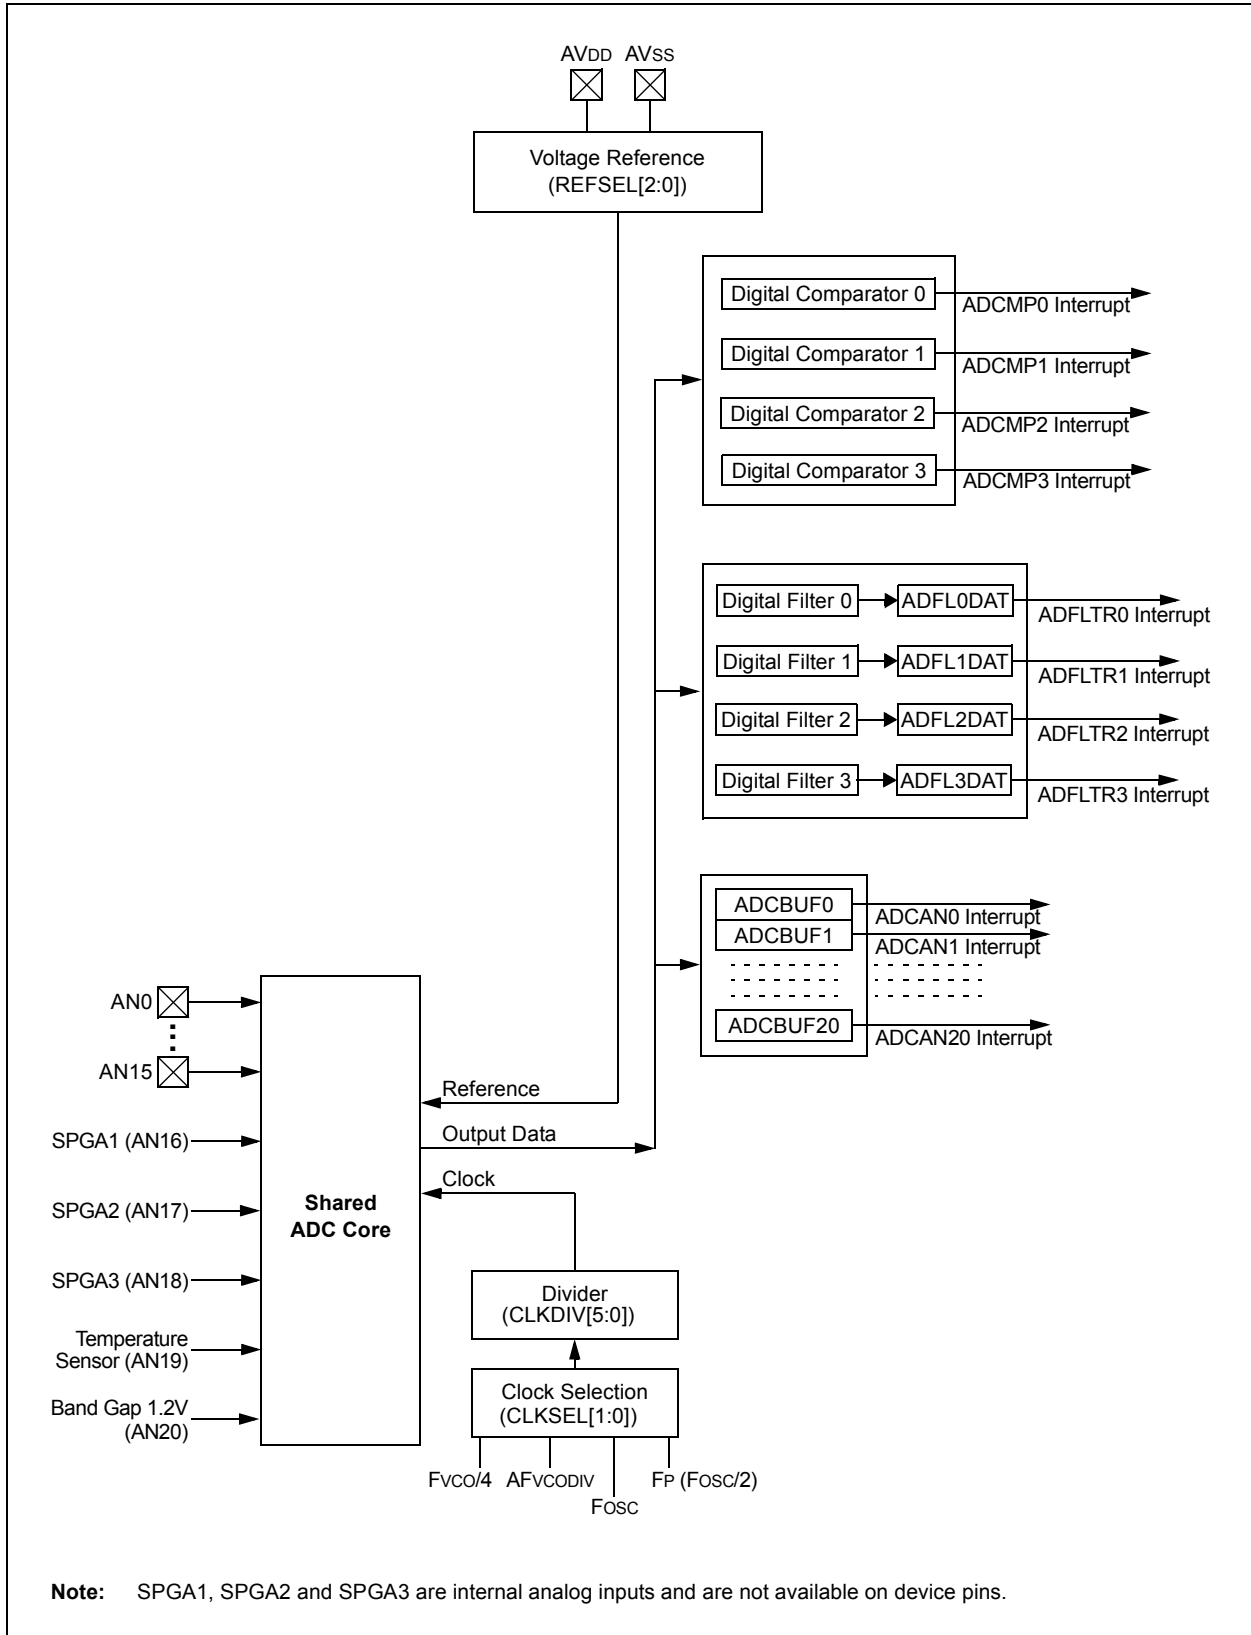 AVDD AVSS
Voltage Reference
(REFSEL[2:0])
Digital Comparator 0
ADCMP0 Interrupt
Digital Comparator 1
ADCMP1 Interrupt
Digital Comparator 2
ADCMP2 Interrupt
Digital Comparator 3
ADCMP3 Interrupt
Digital Filter 0
ADFL0DAT
ADFLTR0 Interrupt
Digital Filter 1
ADFL1DAT
ADFLTR1 Interrupt
Digital Filter 2
ADFL2DAT
ADFLTR2 Interrupt
Digital Filter 3
ADFL3DAT
ADFLTR3 Interrupt
ADCBUF0
ADCAN0 Interrupt
ADCBUF1
ADCAN1 Interrupt
ADCBUF20
ADCAN20 Interrupt
AN0
AN15
SPGA1 (AN16)
SPGA2 (AN17)
SPGA3 (AN18)
Temperature
Sensor (AN19)
Band Gap 1.2V
(AN20)
Shared
ADC Core
Reference
Output Data
Clock
Divider
(CLKDIV[5:0])
Clock Selection
(CLKSEL[1:0])
FVCO/4 AFVCODIV FP (FOSC/2)
FOSC
Note: SPGA1, SPGA2 and SPGA3 are internal analog inputs and are not available on device pins.